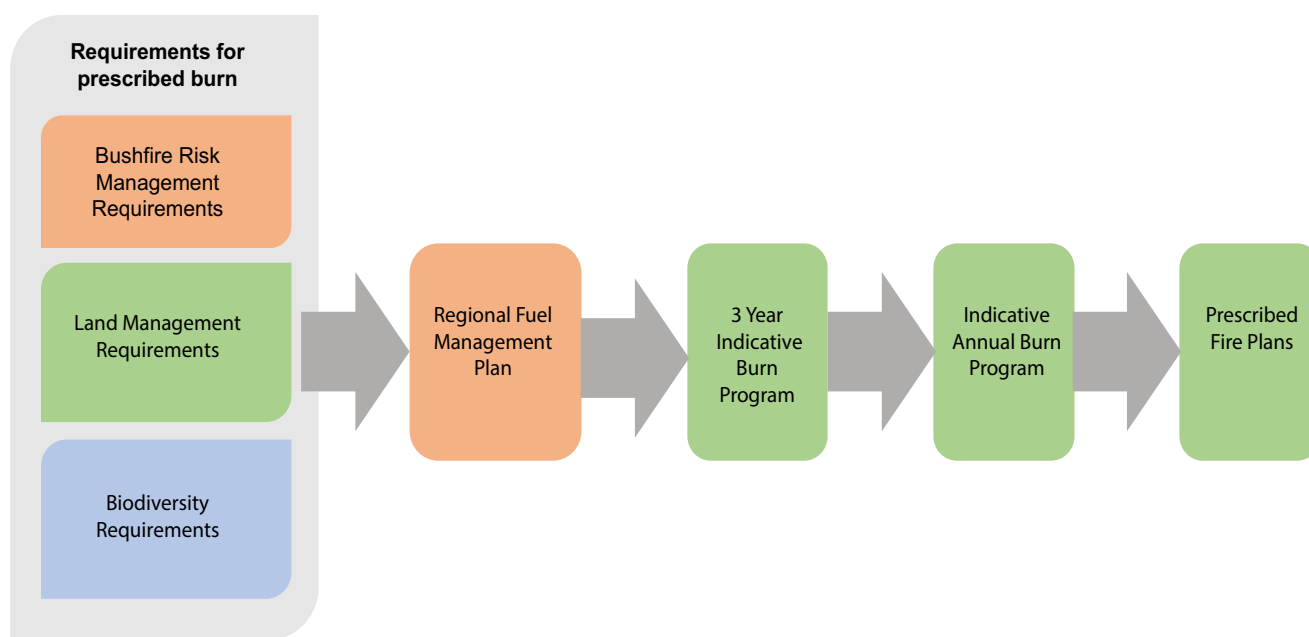 Requirements for
prescribed burn
Bushfire Risk
Management
Requirements
Land Management
Requirements
Biodiversity
Requirements
Regional Fuel
Management
Plan
3 Year
Indicative
Burn
Program
Indicative
Annual Burn
Program
Prescribed
Fire Plans